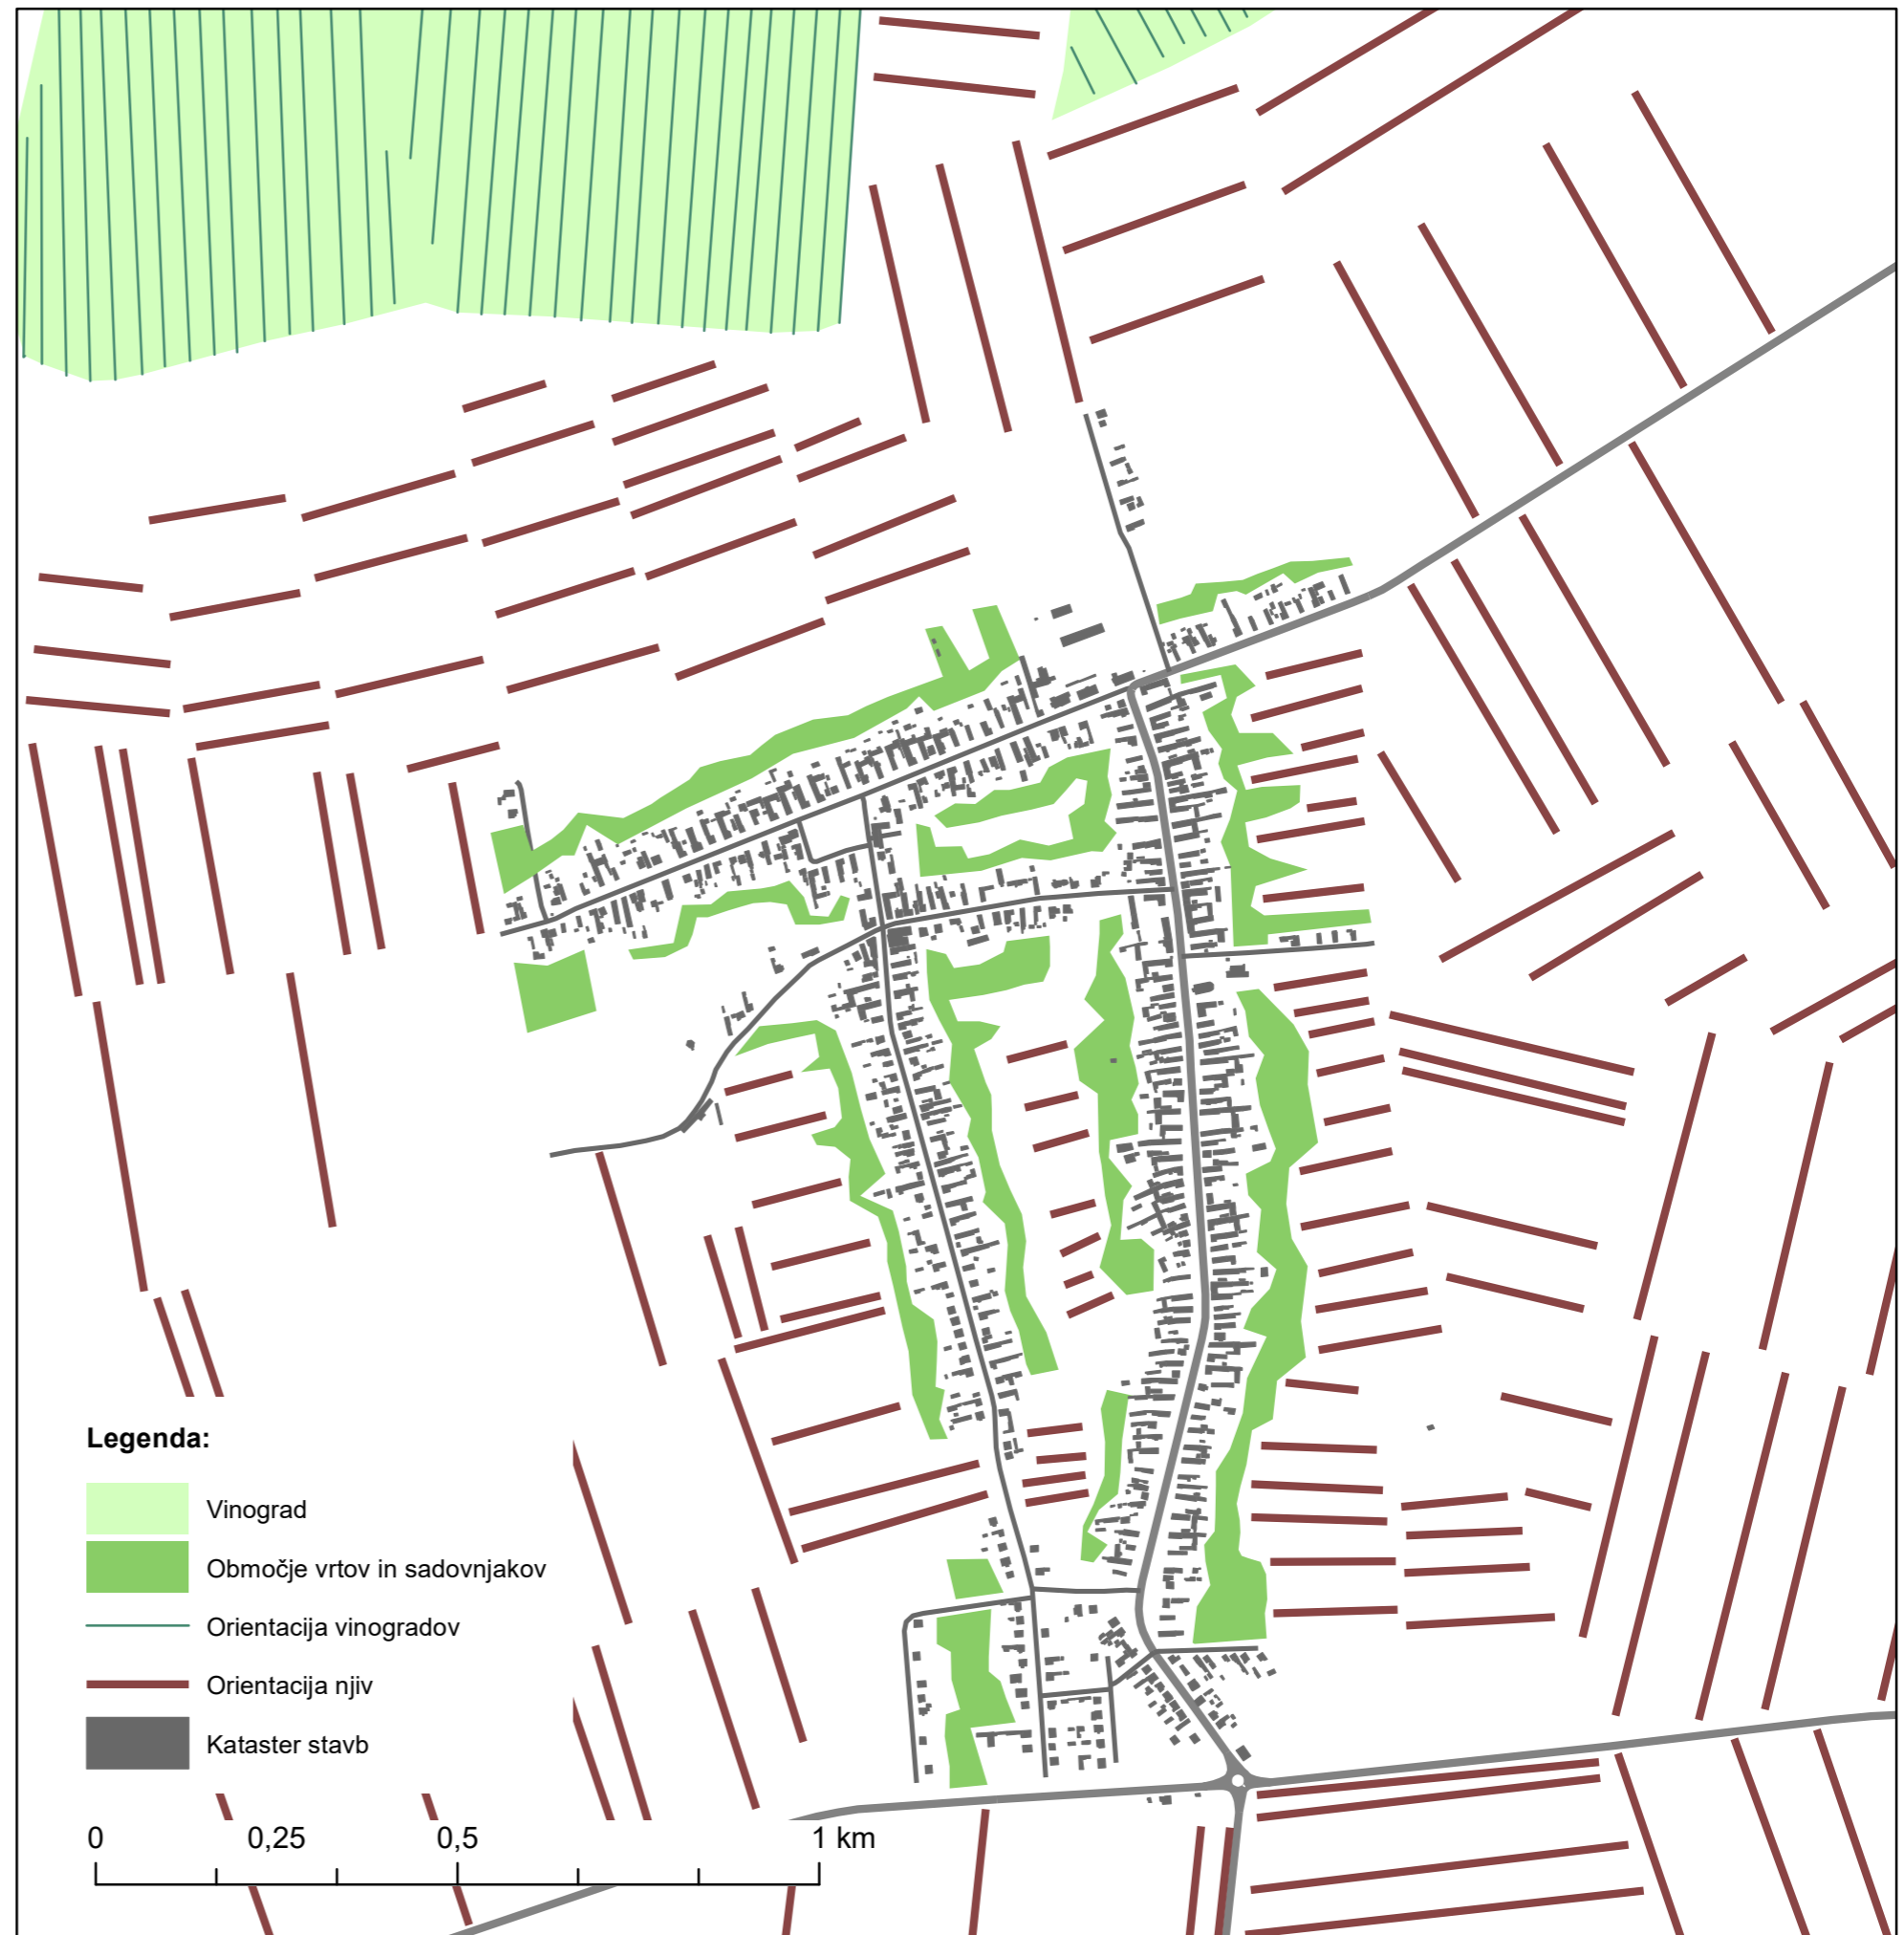 Legenda:
Vinograd
Območje vrtov in sadovnjakov
Orientacija vinogradov
Orientacija njiv
Kataster stavb
0 0,25 0,5 1 km